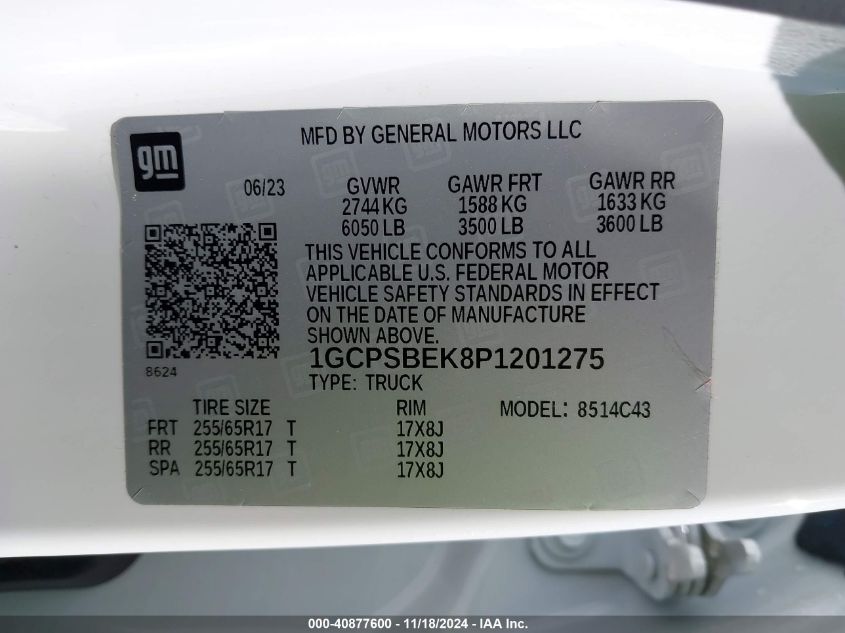 gm
MFD BY GENERAL MOTORS LLC
06/23 GVWR GAWR FRT GAWR RR
2744 KG 1588 KG 1633 KG
6050 LB 3500 LB 3600 LB
THIS VEHICLE CONFORMS TO ALL
APPLICABLE U.S. FEDERAL MOTOR
VEHICLE SAFETY STANDARDS IN EFFECT
ON THE DATE OF MANUFACTURE
SHOWN ABOVE.
8624
1GCPSBEK8P1201275
TYPE: TRUCK
TIRE SIZE RIM MODEL: 8514C43
FRT 255/65R17 T 17X8J
RR 255/65R17 T 17X8J
SPA 255/65R17 T 17X8J
000-40877600 - 11/18/2024 - IAA Inc.